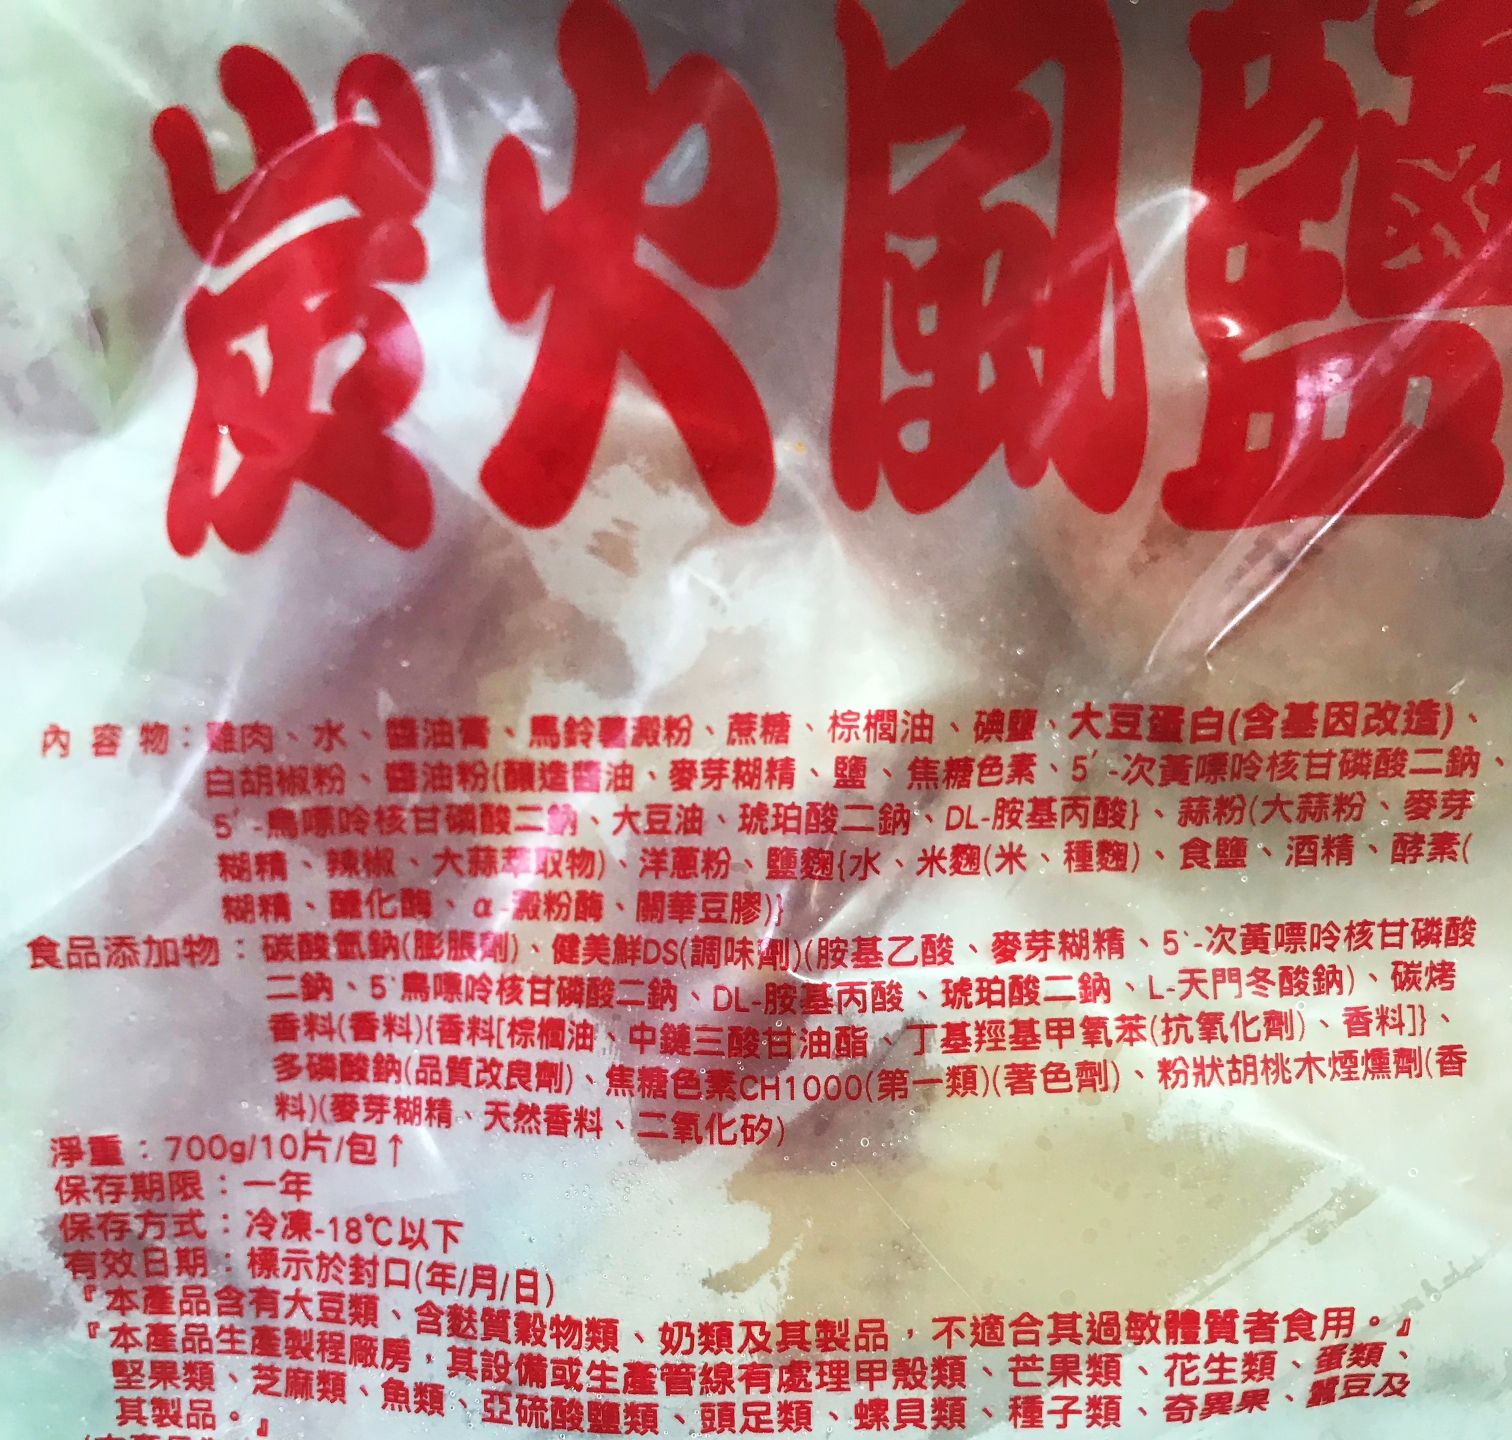 炭火風鹽
內容物：雞肉、水、醬油膏、馬鈴薯澱粉、蔗糖、棕櫚油、碘鹽、大豆蛋白(含基因改造)、
白胡椒粉、醬油粉{釀造醬油、麥芽糊精、鹽、焦糖色素、5'-次黃嘌呤核甘磷酸二鈉、
5'-鳥嘌呤核甘磷酸二鈉、大豆油、琥珀酸二鈉、DL-胺基丙酸}、蒜粉(大蒜粉、麥芽
糊精、辣椒、大蒜萃取物)、洋蔥粉、鹽麴{水、米麴(米、種麴)、食鹽、酒精、酵素(
糊精、醣化酶、α-澱粉酶、關華豆膠)}
食品添加物：碳酸氫鈉(膨脹劑)、健美鮮DS(調味劑)(胺基乙酸、麥芽糊精、5'-次黃嘌呤核甘磷酸
二鈉、5'鳥嘌呤核甘磷酸二鈉、DL-胺基丙酸、琥珀酸二鈉、L-天門冬酸鈉)、碳烤
香料(香料){香料[棕櫚油、中鏈三酸甘油酯、丁基羥基甲氧苯(抗氧化劑)、香料]}、
多磷酸鈉(品質改良劑)、焦糖色素CH1000(第一類)(著色劑)、粉狀胡桃木煙燻劑(香
料)(麥芽糊精、天然香料、二氧化矽)
淨重：700g/10片/包↑
保存期限：一年
保存方式：冷凍-18℃以下
有效日期：標示於封口(年/月/日)
『本產品含有大豆類、含麩質穀物類、奶類及其製品，不適合其過敏體質者食用。』
『本產品生產製程廠房，其設備或生產管線有處理甲殼類、芒果類、花生類、蛋類、
堅果類、芝麻類、魚類、亞硫酸鹽類、頭足類、螺貝類、種子類、奇異果、蠶豆及
其製品。』